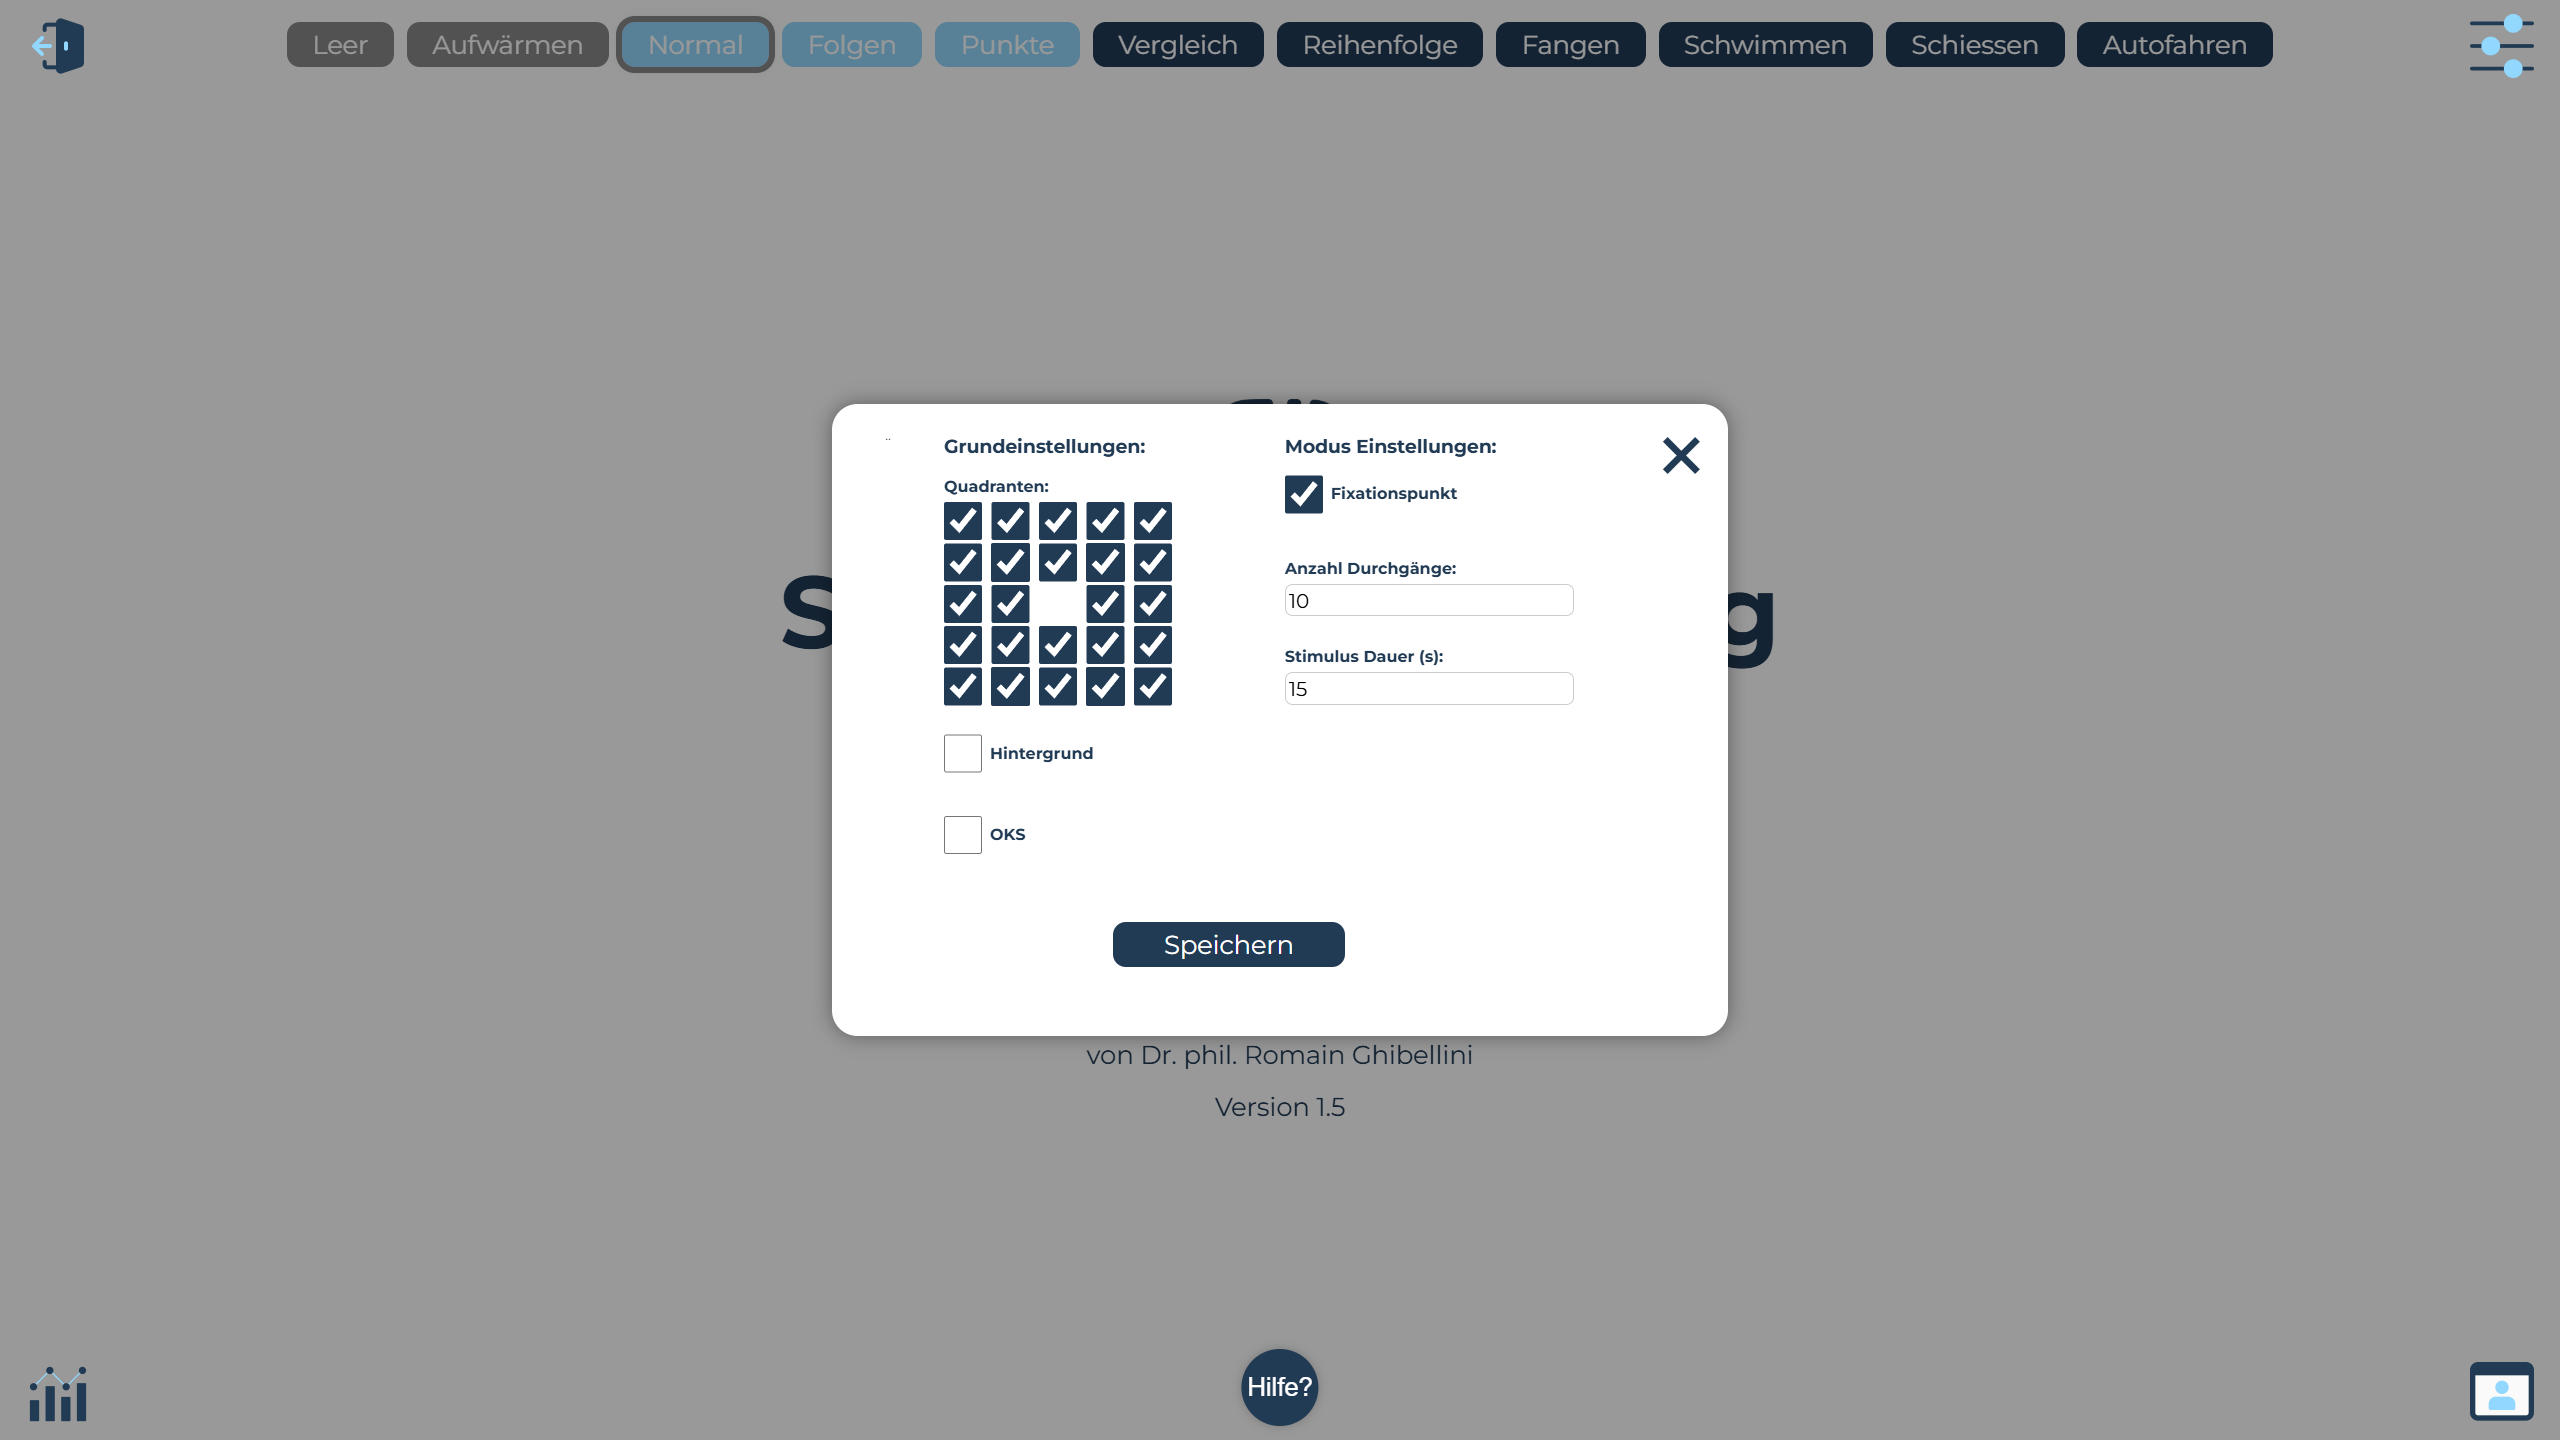 Leer Aufwärmen Normal Folgen Punkte Vergleich Reihenfolge Fangen Schwimmen Schiessen Autofahren
Grundeinstellungen:
Quadranten:
Hintergrund
OKS
Modus Einstellungen:
Fixationspunkt
Anzahl Durchgänge:
10
Stimulus Dauer (s):
15
Speichern
S g
von Dr. phil. Romain Ghibellini
Version 1.5
Hilfe?